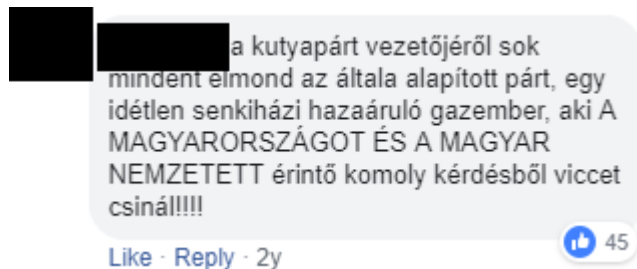 a kutyapárt vezetőjéről sok
mindent elmond az általa alapított párt, egy
idétlen senkiházi hazaáruló gazember, aki A
MAGYARORSZÁGOT ÉS A MAGYAR
NEMZETETT érintő komoly kérdésből viccet
csinál!!!!
45
Like · Reply · 2y